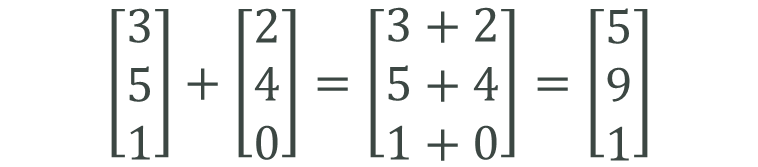 [3] + [2] = [3 + 2] = [5]
[5] [4] [5 + 4] [9]
[1] [0] [1 + 0] [1]